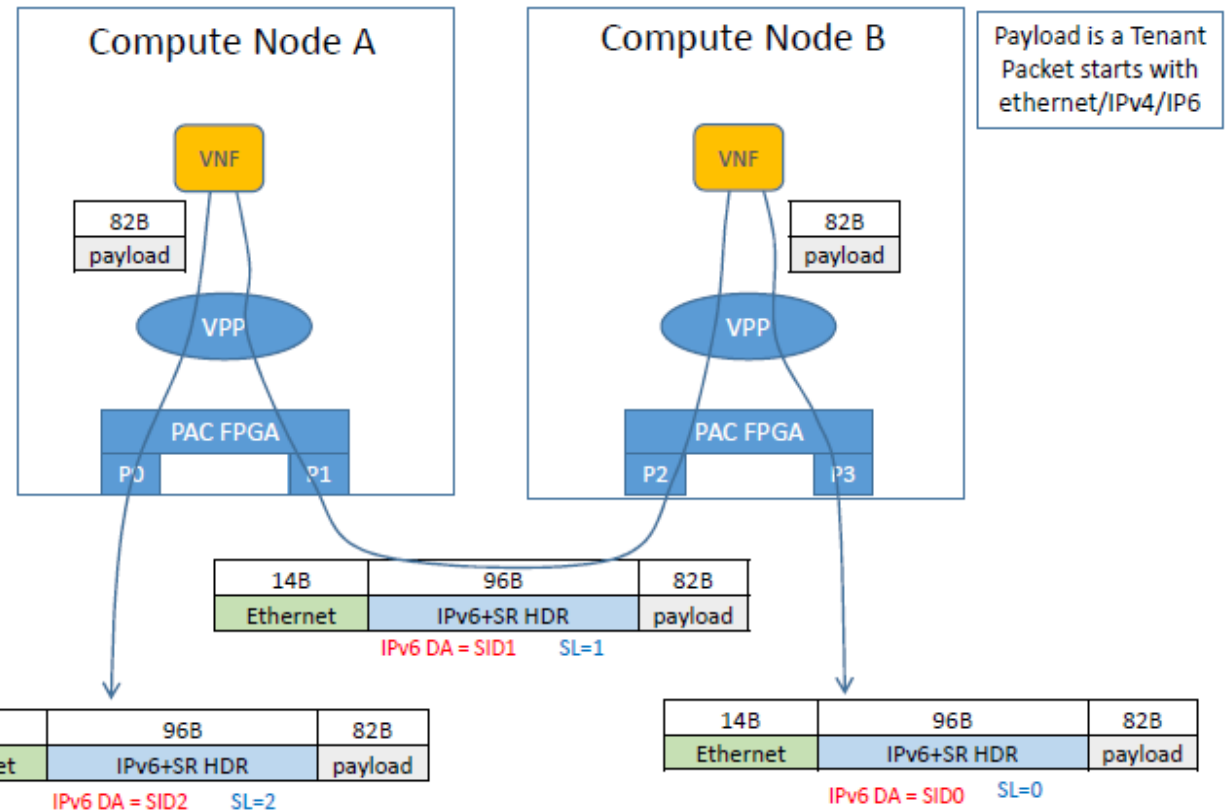 Compute Node A
Compute Node B
Payload is a Tenant
Packet starts with
ethernet/IPv4/IP6
VNF
VNF
82B
payload
82B
payload
VPP
VPP
PAC FPGA
P0
P1
PAC FPGA
P2
P3
14B 96B 82B
Ethernet IPv6+SR HDR payload
IPv6 DA = SID1 SL=1
96B 82B
et IPv6+SR HDR payload
IPv6 DA = SID2 SL=2
14B 96B 82B
Ethernet IPv6+SR HDR payload
IPv6 DA = SID0 SL=0